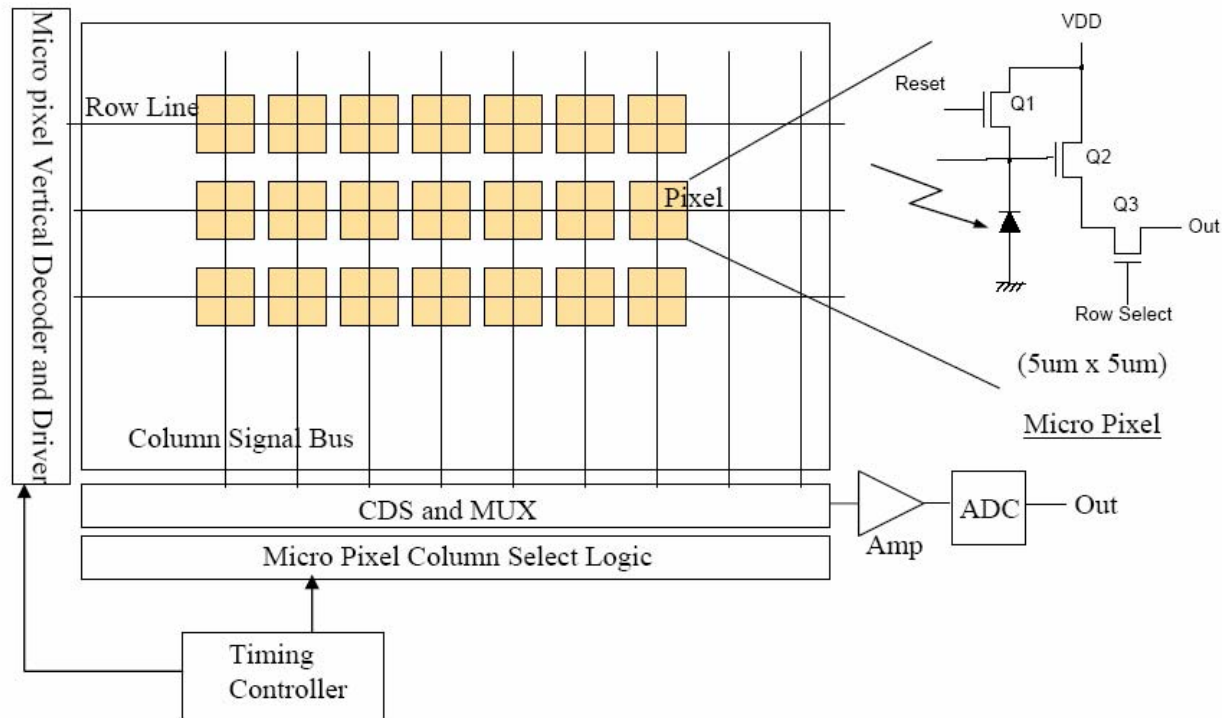 Micro pixel Vertical Decoder and Driver
Row Line
Pixel
Column Signal Bus
VDD
Reset
Q1
Q2
Q3
Out
Row Select
(5um x 5um)
Micro Pixel
CDS and MUX
Amp
ADC
Out
Micro Pixel Column Select Logic
Timing
Controller